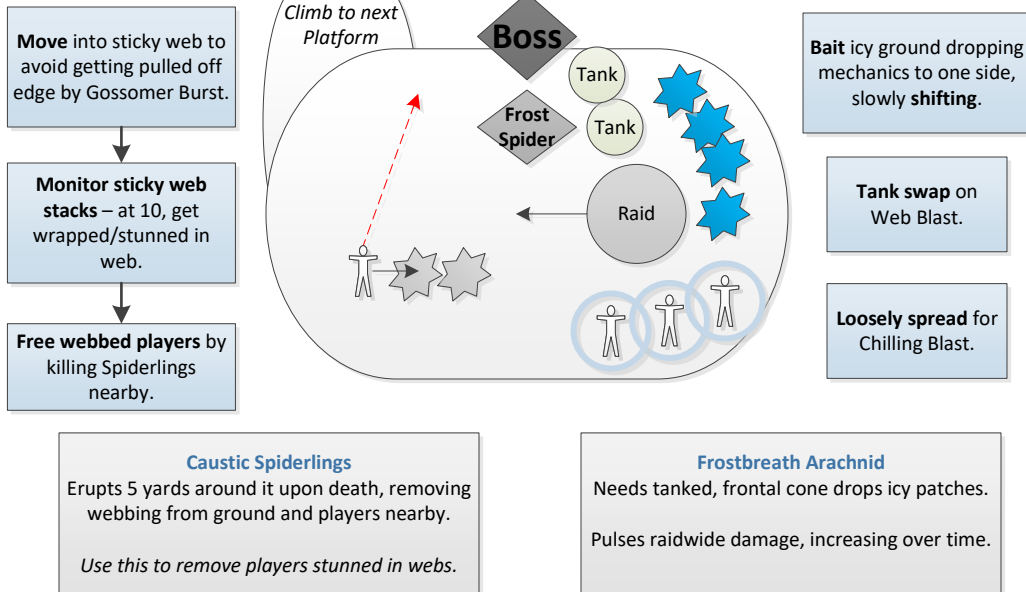 Move into sticky web to
avoid getting pulled off
edge by Gossomer Burst.
Monitor sticky web
stacks – at 10, get
wrapped/stunned in
web.
Free webbed players by
killing Spiderlings
nearby.
Climb to next
Platform
Boss
Tank
Frost
Spider
Tank
Raid
Bait icy ground dropping
mechanics to one side,
slowly shifting.
Tank swap on
Web Blast.
Loosely spread for
Chilling Blast.
Caustic Spiderlings
Erupts 5 yards around it upon death, removing
webbing from ground and players nearby.
Use this to remove players stunned in webs.
Frostbreath Arachnid
Needs tanked, frontal cone drops icy patches.
Pulses raidwide damage, increasing over time.